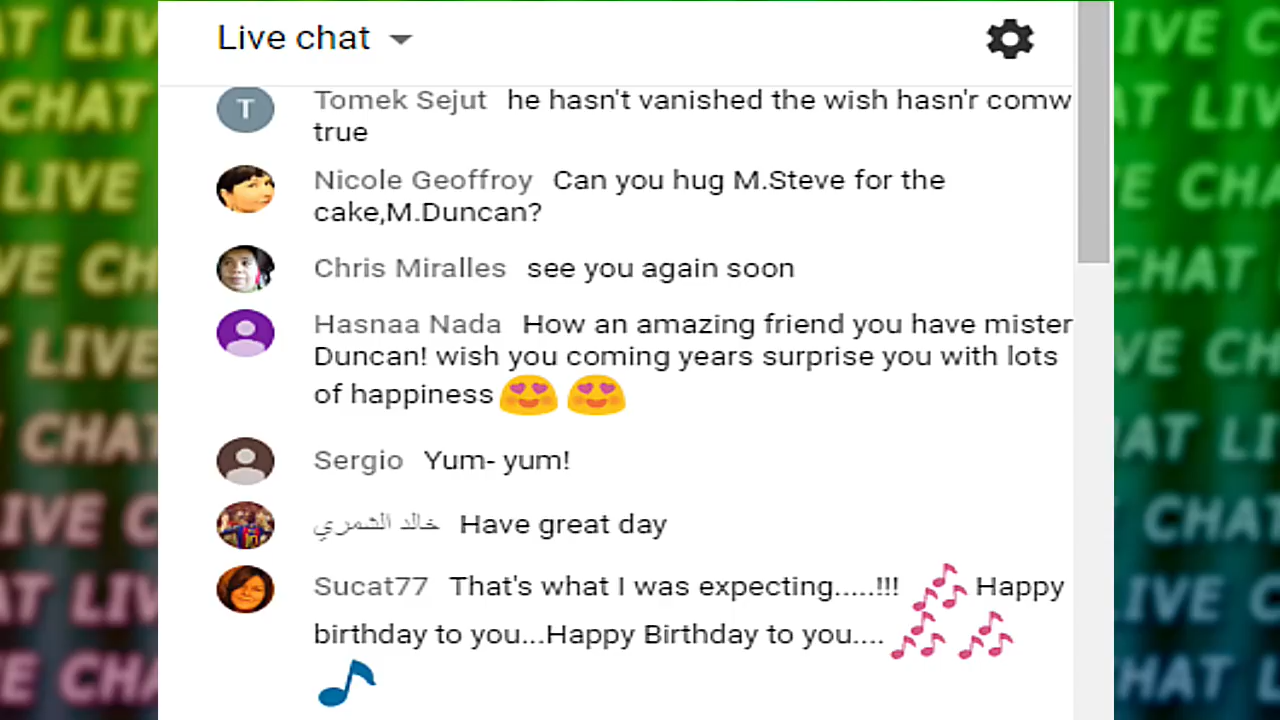 Live chat
Tomek Sejut he hasn't vanished the wish hasn'r comw
true
Nicole Geoffroy Can you hug M.Steve for the
cake,M.Duncan?
Chris Miralles see you again soon
Hasnaa Nada How an amazing friend you have mister
Duncan! wish you coming years surprise you with lots
of happiness😍 😍
Sergio Yum- yum!
خالد الشمري Have great day
Sucat77 That's what I was expecting.....!!! 🎶 Happy
birthday to you...Happy Birthday to you.... 🎶 🎶
🎵